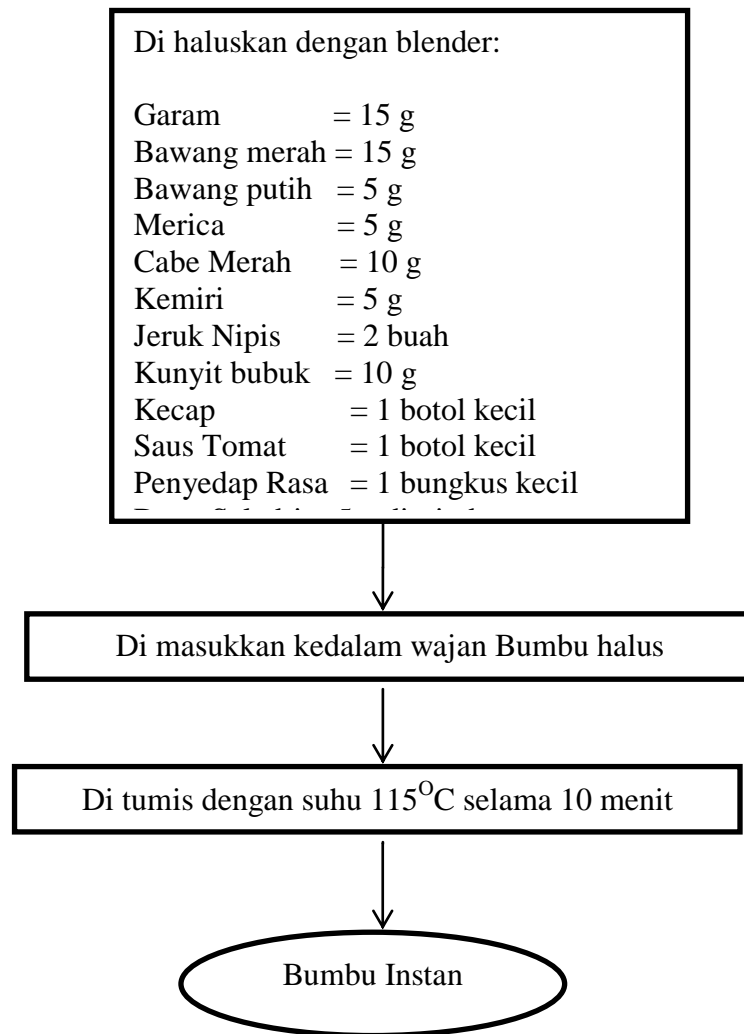 Di haluskan dengan blender:
Garam = 15 g
Bawang merah = 15 g
Bawang putih = 5 g
Merica = 5 g
Cabe Merah = 10 g
Kemiri = 5 g
Jeruk Nipis = 2 buah
Kunyit bubuk = 10 g
Kecap = 1 botol kecil
Saus Tomat = 1 botol kecil
Penyedap Rasa = 1 bungkus kecil
Di masukkan kedalam wajan Bumbu halus
Di tumis dengan suhu 115^OC selama 10 menit
Bumbu Instan